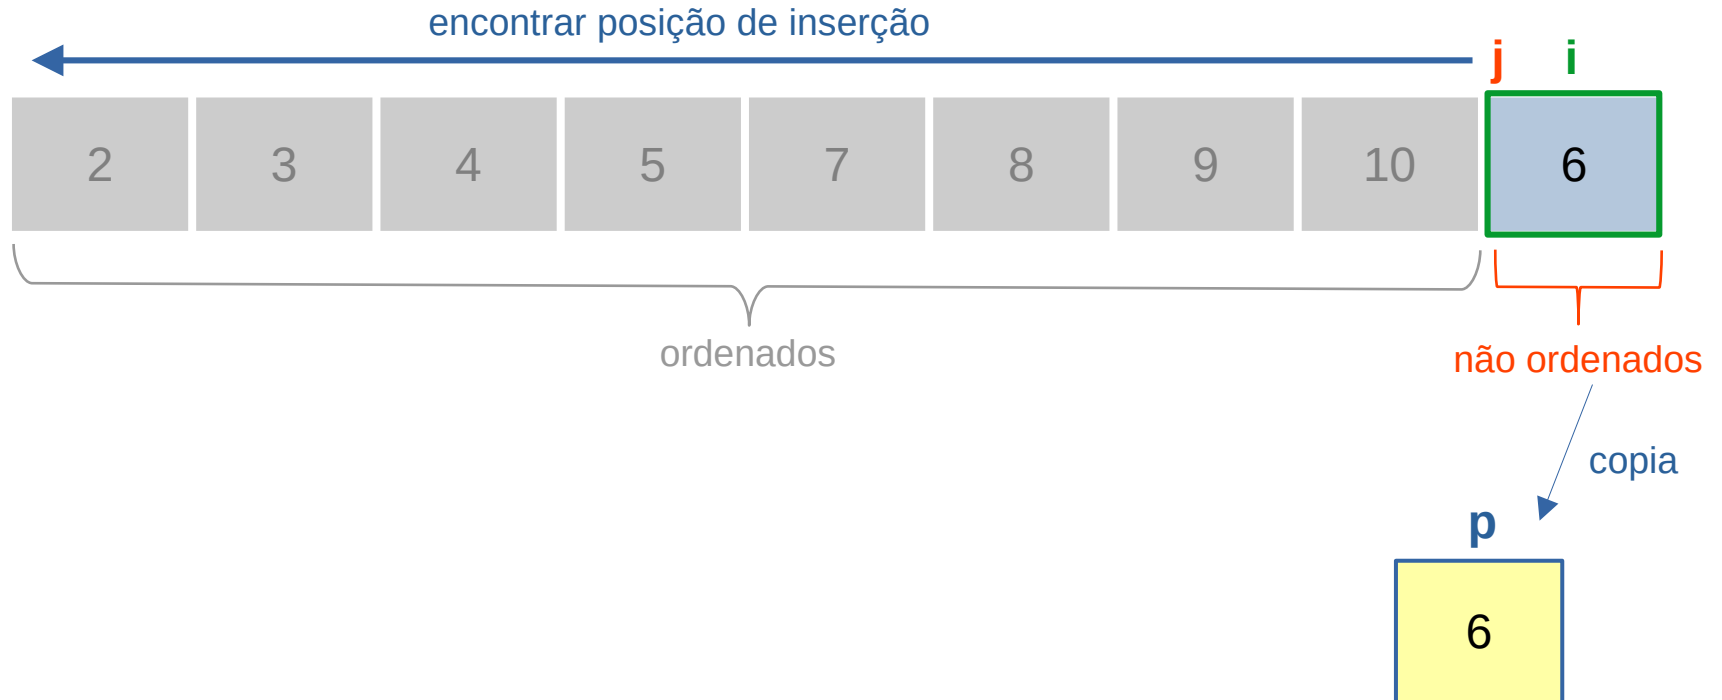 encontrar posição de inserção
j i
2 3 4 5 7 8 9 10 6
ordenados
não ordenados
copia
p
6